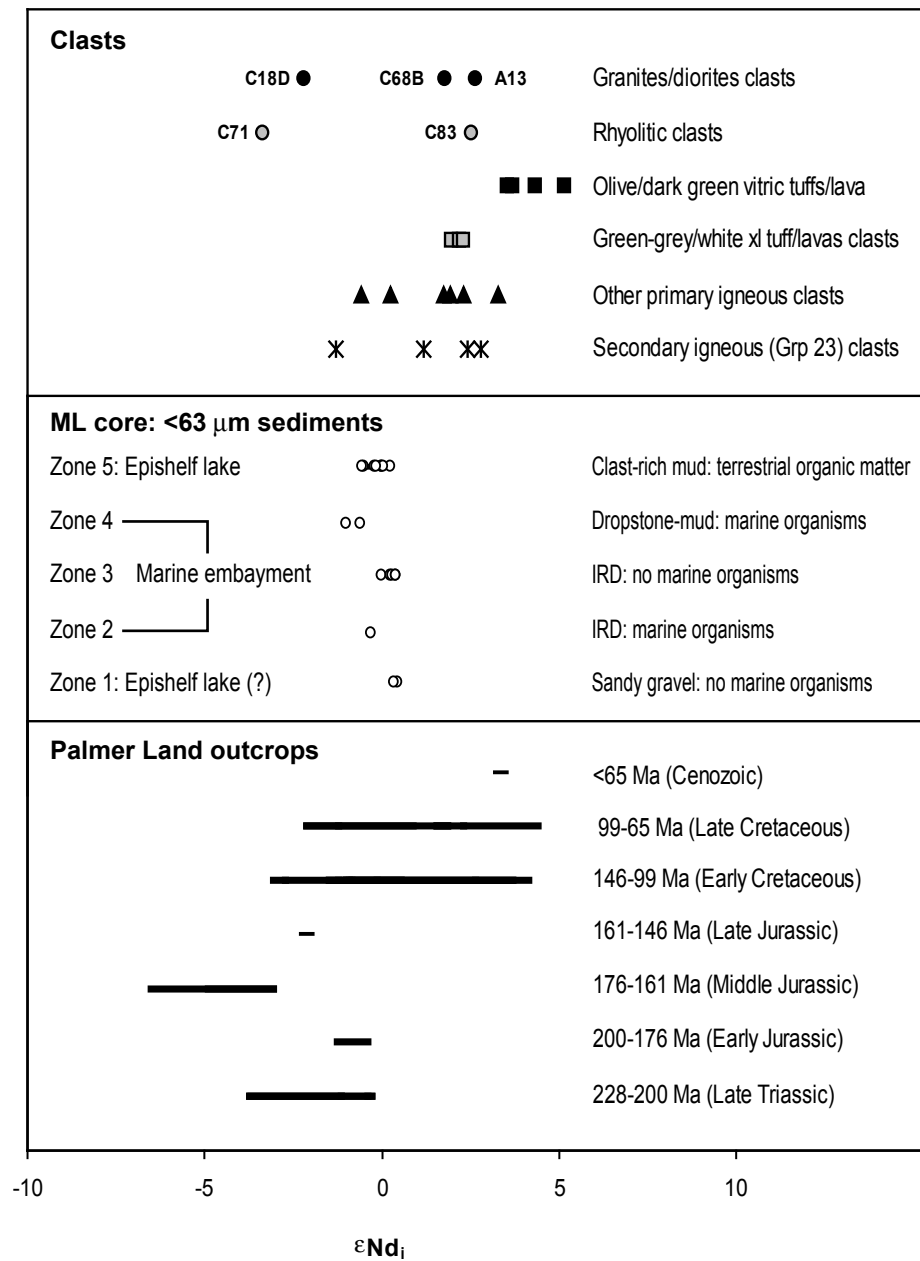 Clasts
C18D C68B A13 Granites/diorites clasts
C71 C83 Rhyolitic clasts
Olive/dark green vitric tuffs/lava
Green-grey/white xl tuff/lavas clasts
Other primary igneous clasts
Secondary igneous (Grp 23) clasts
ML core: <63 μm sediments
Zone 5: Epishelf lake Clast-rich mud: terrestrial organic matter
Zone 4 Dropstone-mud: marine organisms
Zone 3 Marine embayment IRD: no marine organisms
Zone 2 IRD: marine organisms
Zone 1: Epishelf lake (?) Sandy gravel: no marine organisms
Palmer Land outcrops
<65 Ma (Cenozoic)
99-65 Ma (Late Cretaceous)
146-99 Ma (Early Cretaceous)
161-146 Ma (Late Jurassic)
176-161 Ma (Middle Jurassic)
200-176 Ma (Early Jurassic)
228-200 Ma (Late Triassic)
-10 -5 0 5 10
εNdi